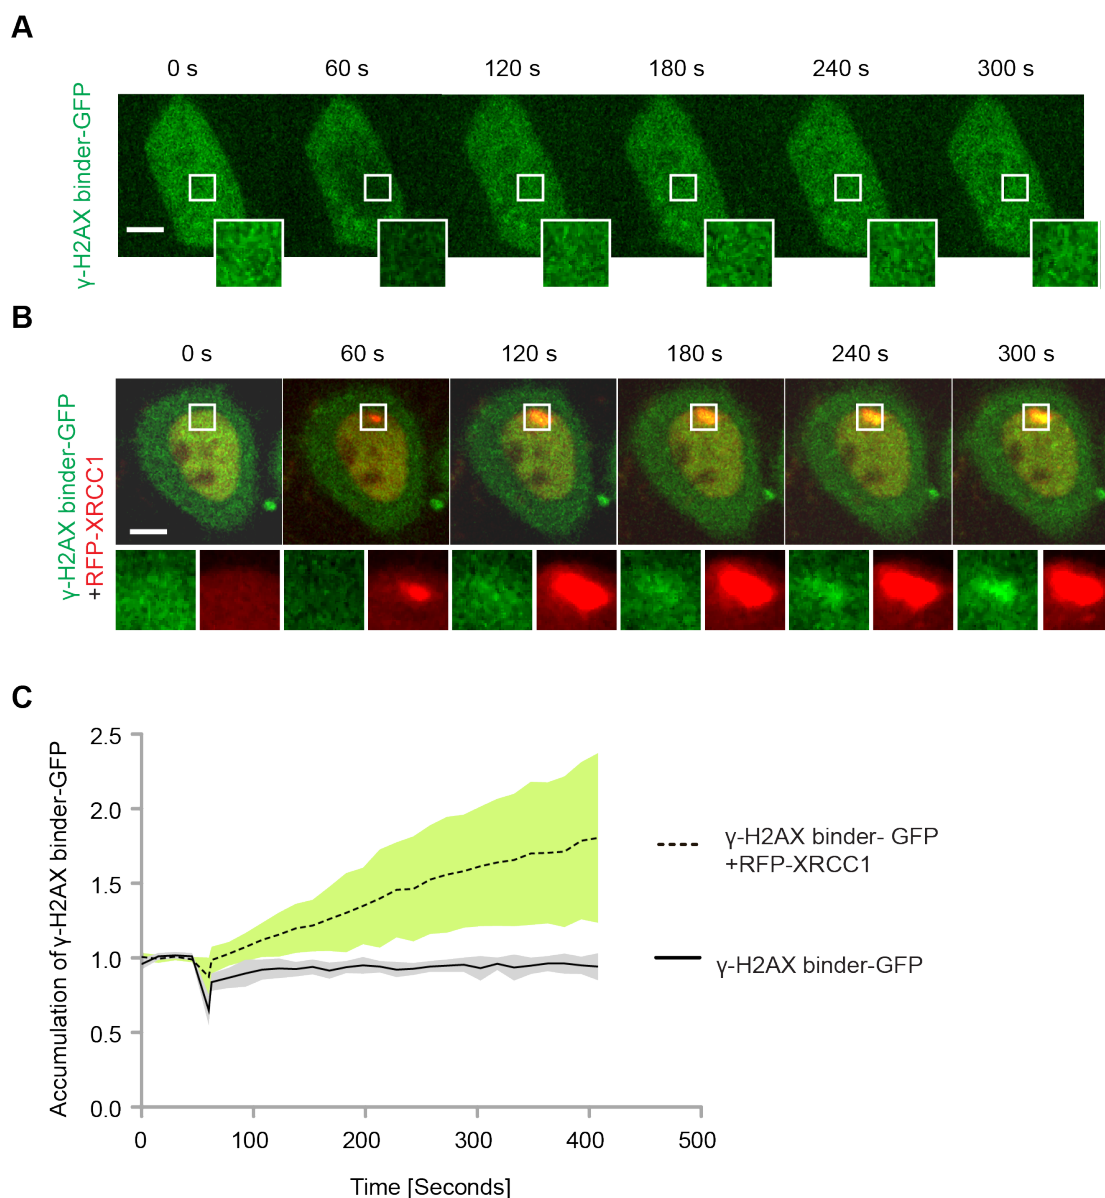 A
0 s 60 s 120 s 180 s 240 s 300 s
γ-H2AX binder-GFP
B
0 s 60 s 120 s 180 s 240 s 300 s
γ-H2AX binder-GFP
+RFP-XRCC1
C
Accumulation of γ-H2AX binder-GFP
2.5
2.0
1.5
1.0
0.5
0.0
0 100 200 300 400 500
Time [Seconds]
γ-H2AX binder- GFP
+RFP-XRCC1
γ-H2AX binder-GFP